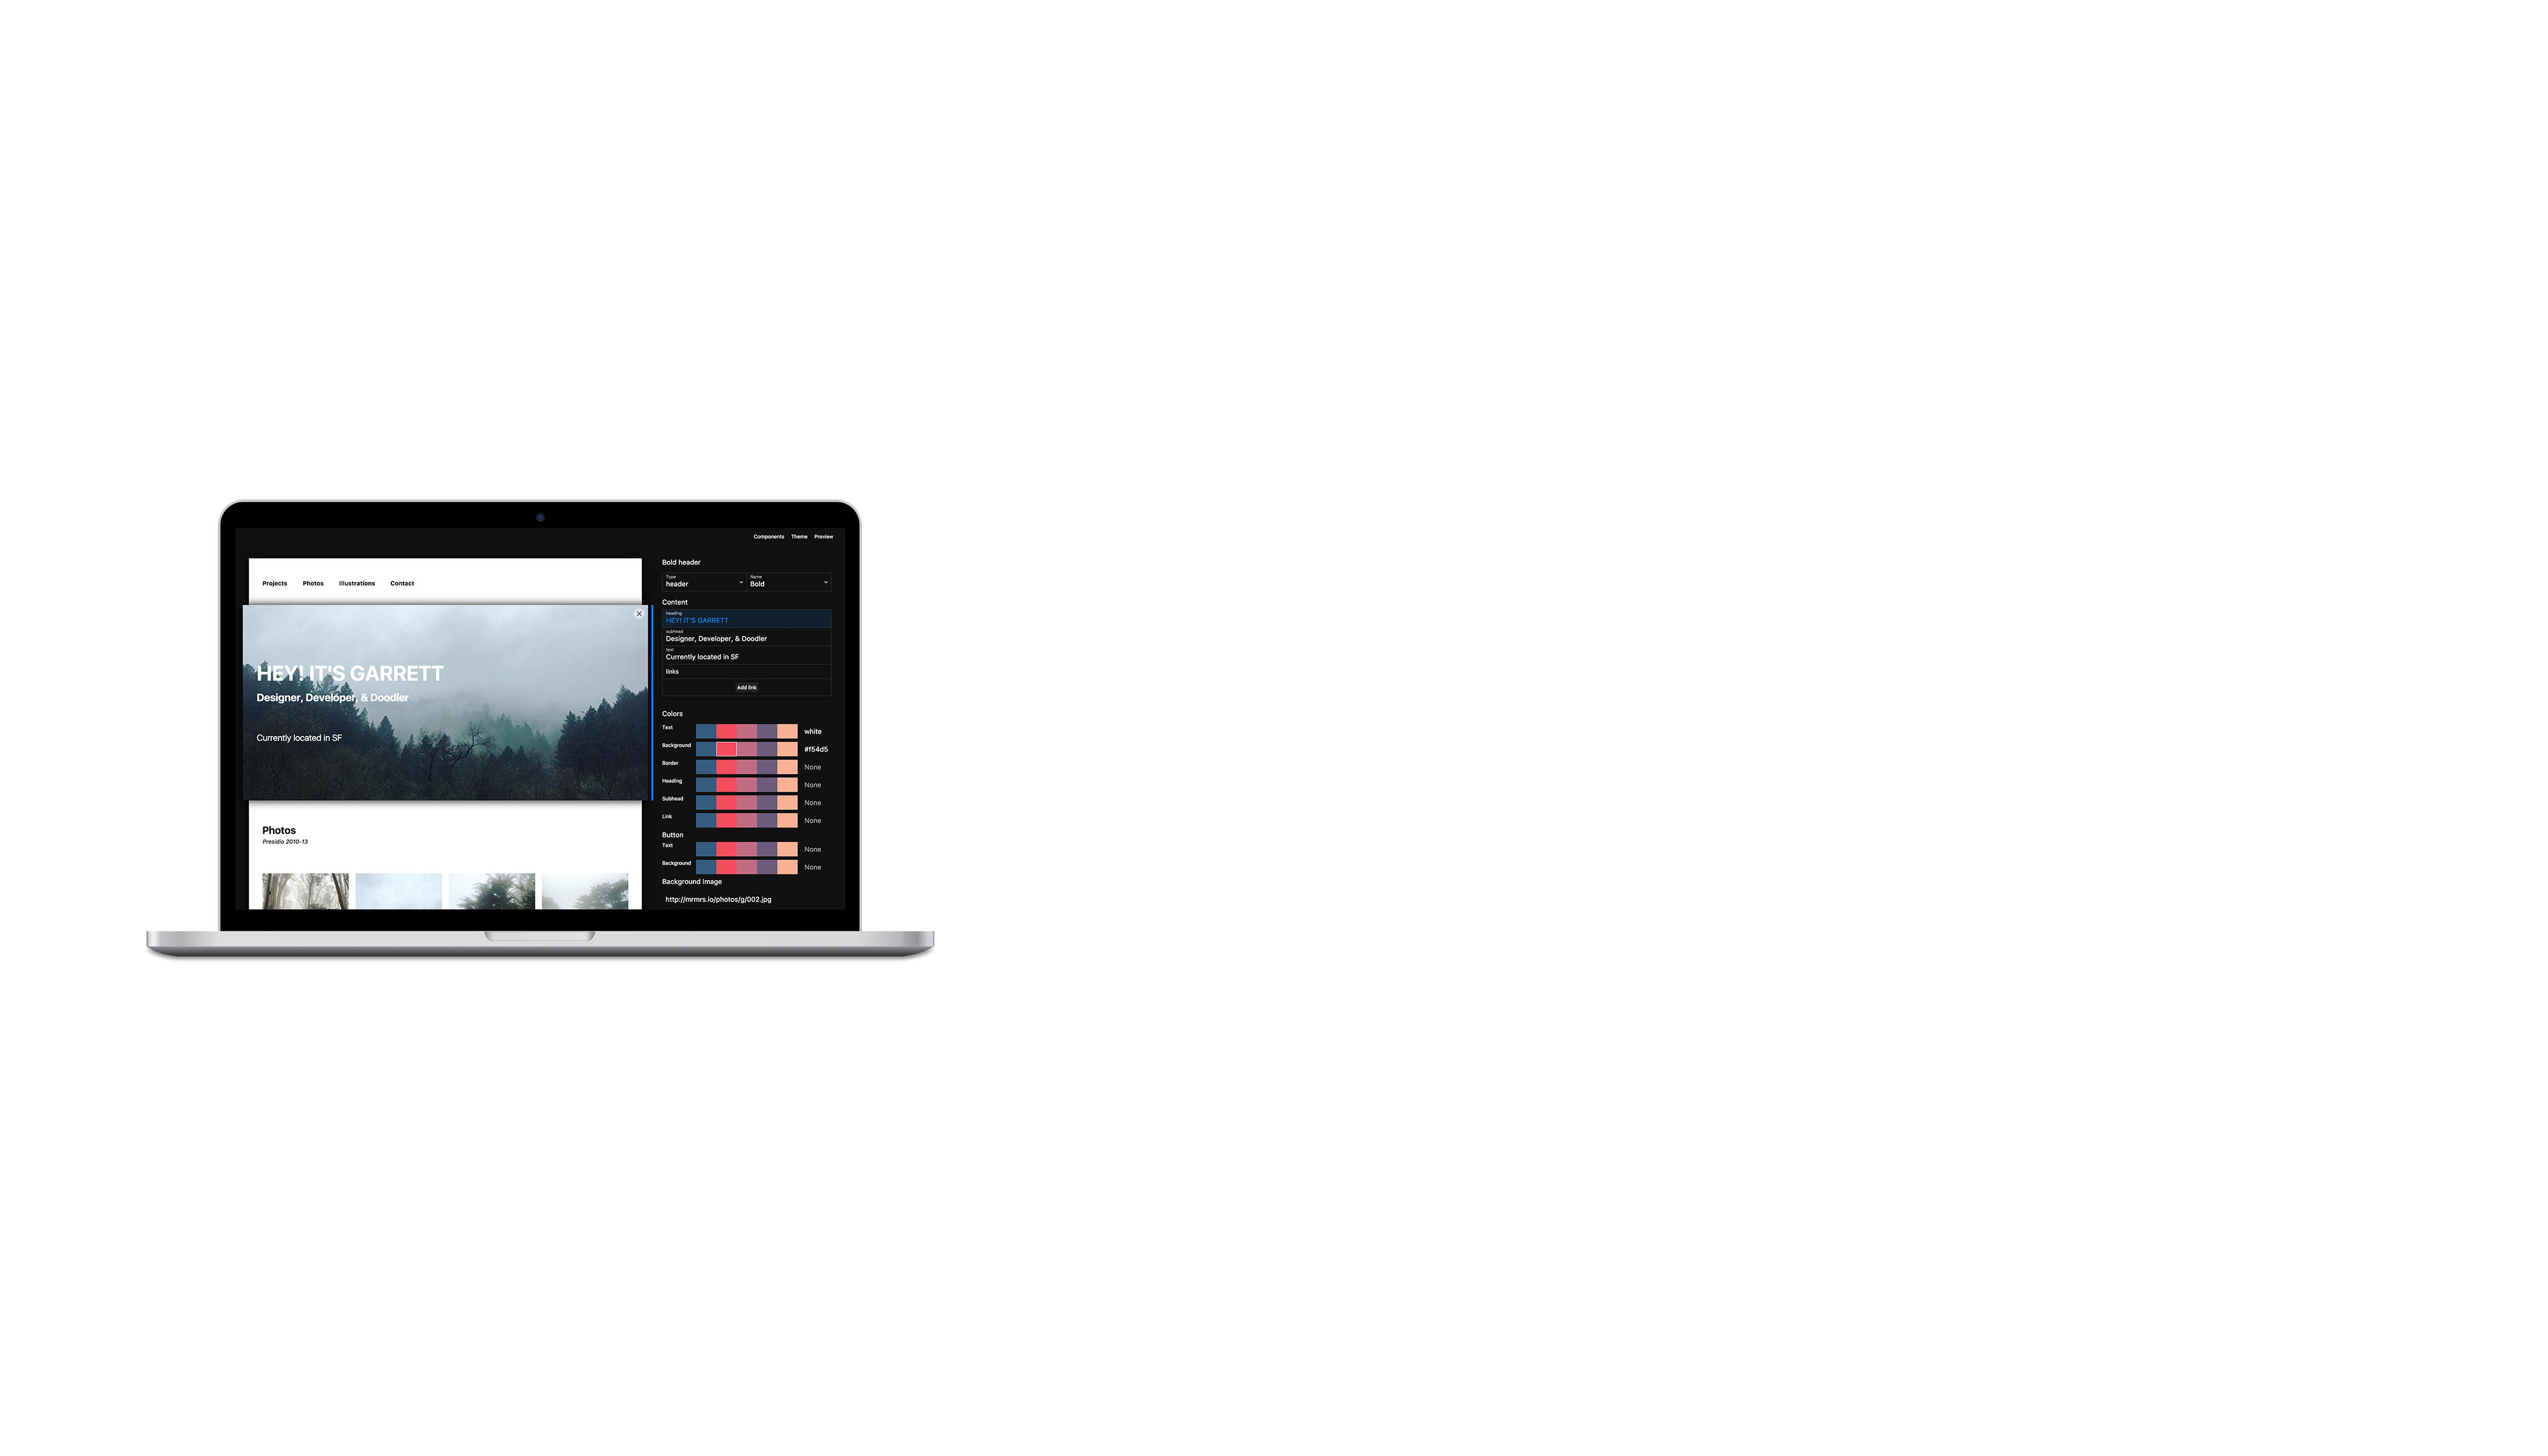 Components Theme Preview
Projects Photos Illustrations Contact
HEY! IT'S GARRETT
Designer, Developer, & Doodler
Currently located in SF
Photos
Presidio 2010-13
Bold header
Type
header
Name
Bold
Content
heading
HEY! IT'S GARRETT
subhead
Designer, Developer, & Doodler
text
Currently located in SF
links
Add link
Colors
Text white
Background #f54d5
Border None
Heading None
Subhead None
Link None
Button
Text None
Background None
Background Image
http://mrmrs.io/photos/g/002.jpg